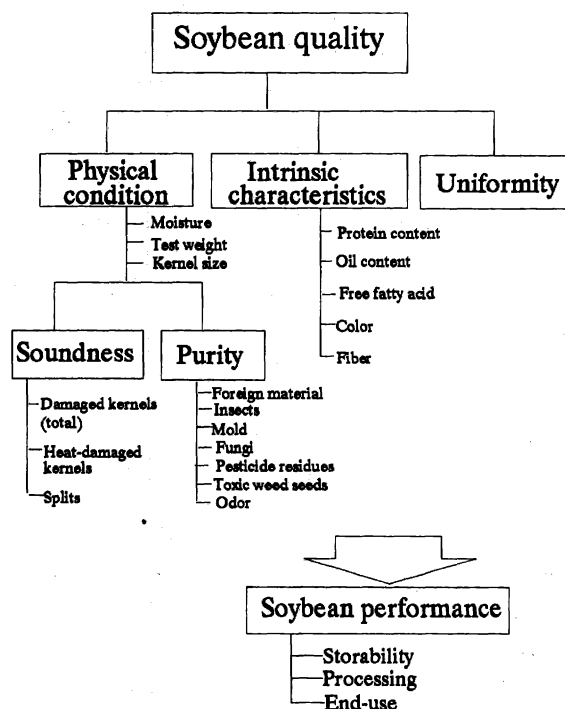 Soybean quality
Physical
condition
Intrinsic
characteristics
Uniformity
Moisture
Test weight
Kernel size
Protein content
Oil content
Free fatty acid
Color
Fiber
Soundness
Purity
Damaged kernels
(total)
Heat-damaged
kernels
Splits
Foreign material
Insects
Mold
Fungi
Pesticide residues
Toxic weed seeds
Odor
Soybean performance
Storability
Processing
End-use